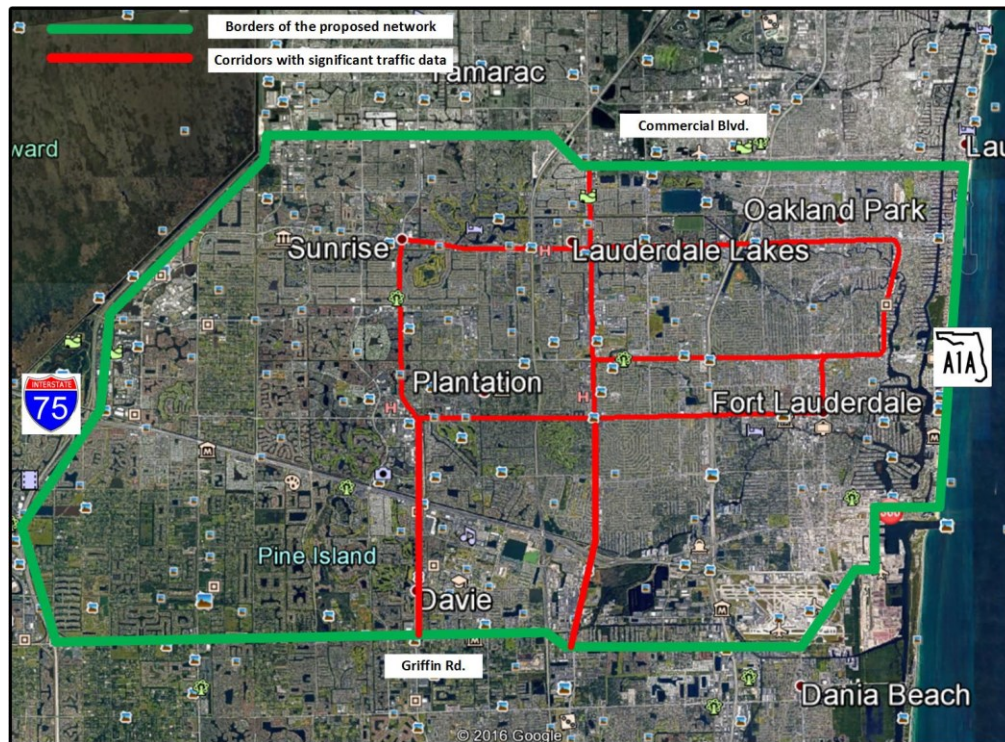 Borders of the proposed network
Corridors with significant traffic data
Tamarac
Commercial Blvd.
ward
Lau
Oakland Park
Sunrise
Lauderdale Lakes
H
A1A
INTERSTATE
75
Plantation
H
Fort Lauderdale
Pine Island
Davie
Griffin Rd.
Dania Beach
© 2016 Google